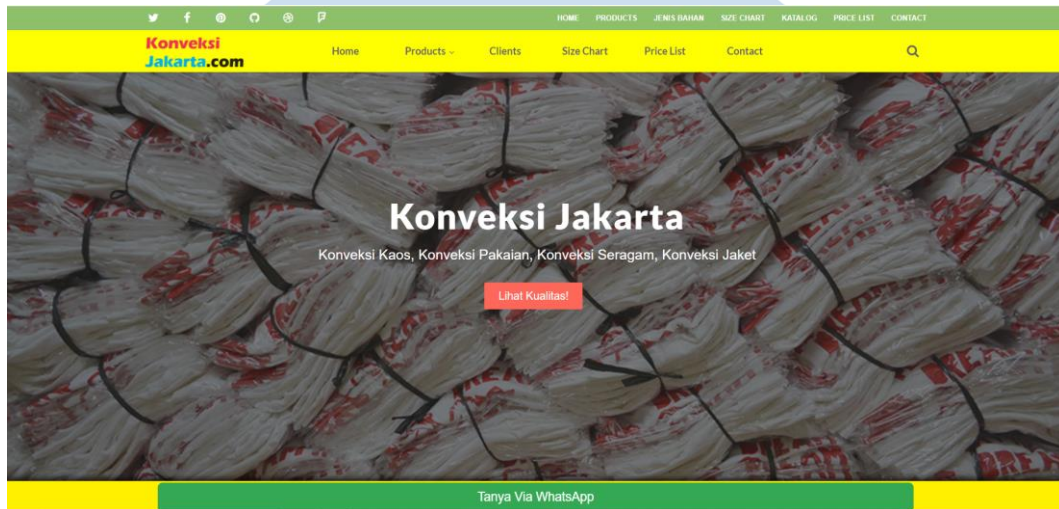 HOME PRODUCTS JENIS BAHAN SIZE CHART KATALOG PRICE LIST CONTACT
Konveksi
Jakarta.com
Home Products Clients Size Chart Price List Contact
Konveksi Jakarta
Konveksi Kaos, Konveksi Pakaian, Konveksi Seragam, Konveksi Jaket
Lihat Kualitas!
Tanya Via WhatsApp